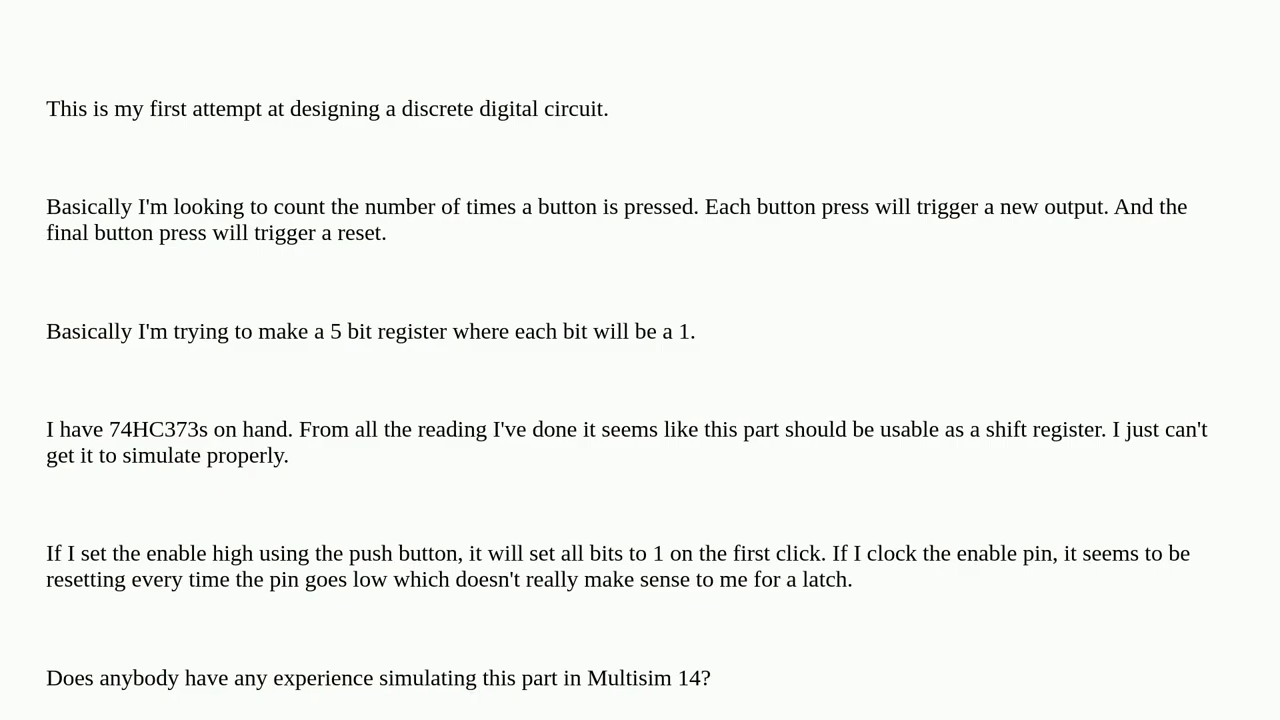 This is my first attempt at designing a discrete digital circuit.
Basically I'm looking to count the number of times a button is pressed. Each button press will trigger a new output. And the
final button press will trigger a reset.
Basically I'm trying to make a 5 bit register where each bit will be a 1.
I have 74HC373s on hand. From all the reading I've done it seems like this part should be usable as a shift register. I just can't
get it to simulate properly.
If I set the enable high using the push button, it will set all bits to 1 on the first click. If I clock the enable pin, it seems to be
resetting every time the pin goes low which doesn't really make sense to me for a latch.
Does anybody have any experience simulating this part in Multisim 14?